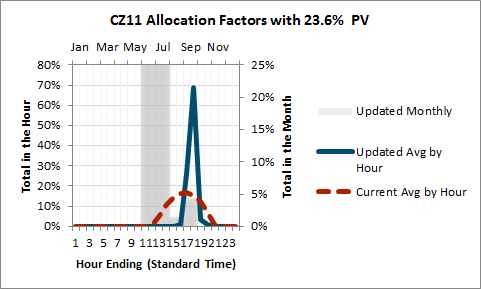 CZ11 Allocation Factors with 23.6% PV
Jan Mar May Jul Sep Nov
80%
70%
60%
50%
40%
30%
20%
10%
0%
Total in the Hour
25%
20%
15%
10%
5%
0%
Total in the Month
1 3 5 7 9 11 13 15 17 19 21 23
Hour Ending (Standard Time)
Updated Monthly
Updated Avg by
Hour
Current Avg by Hour